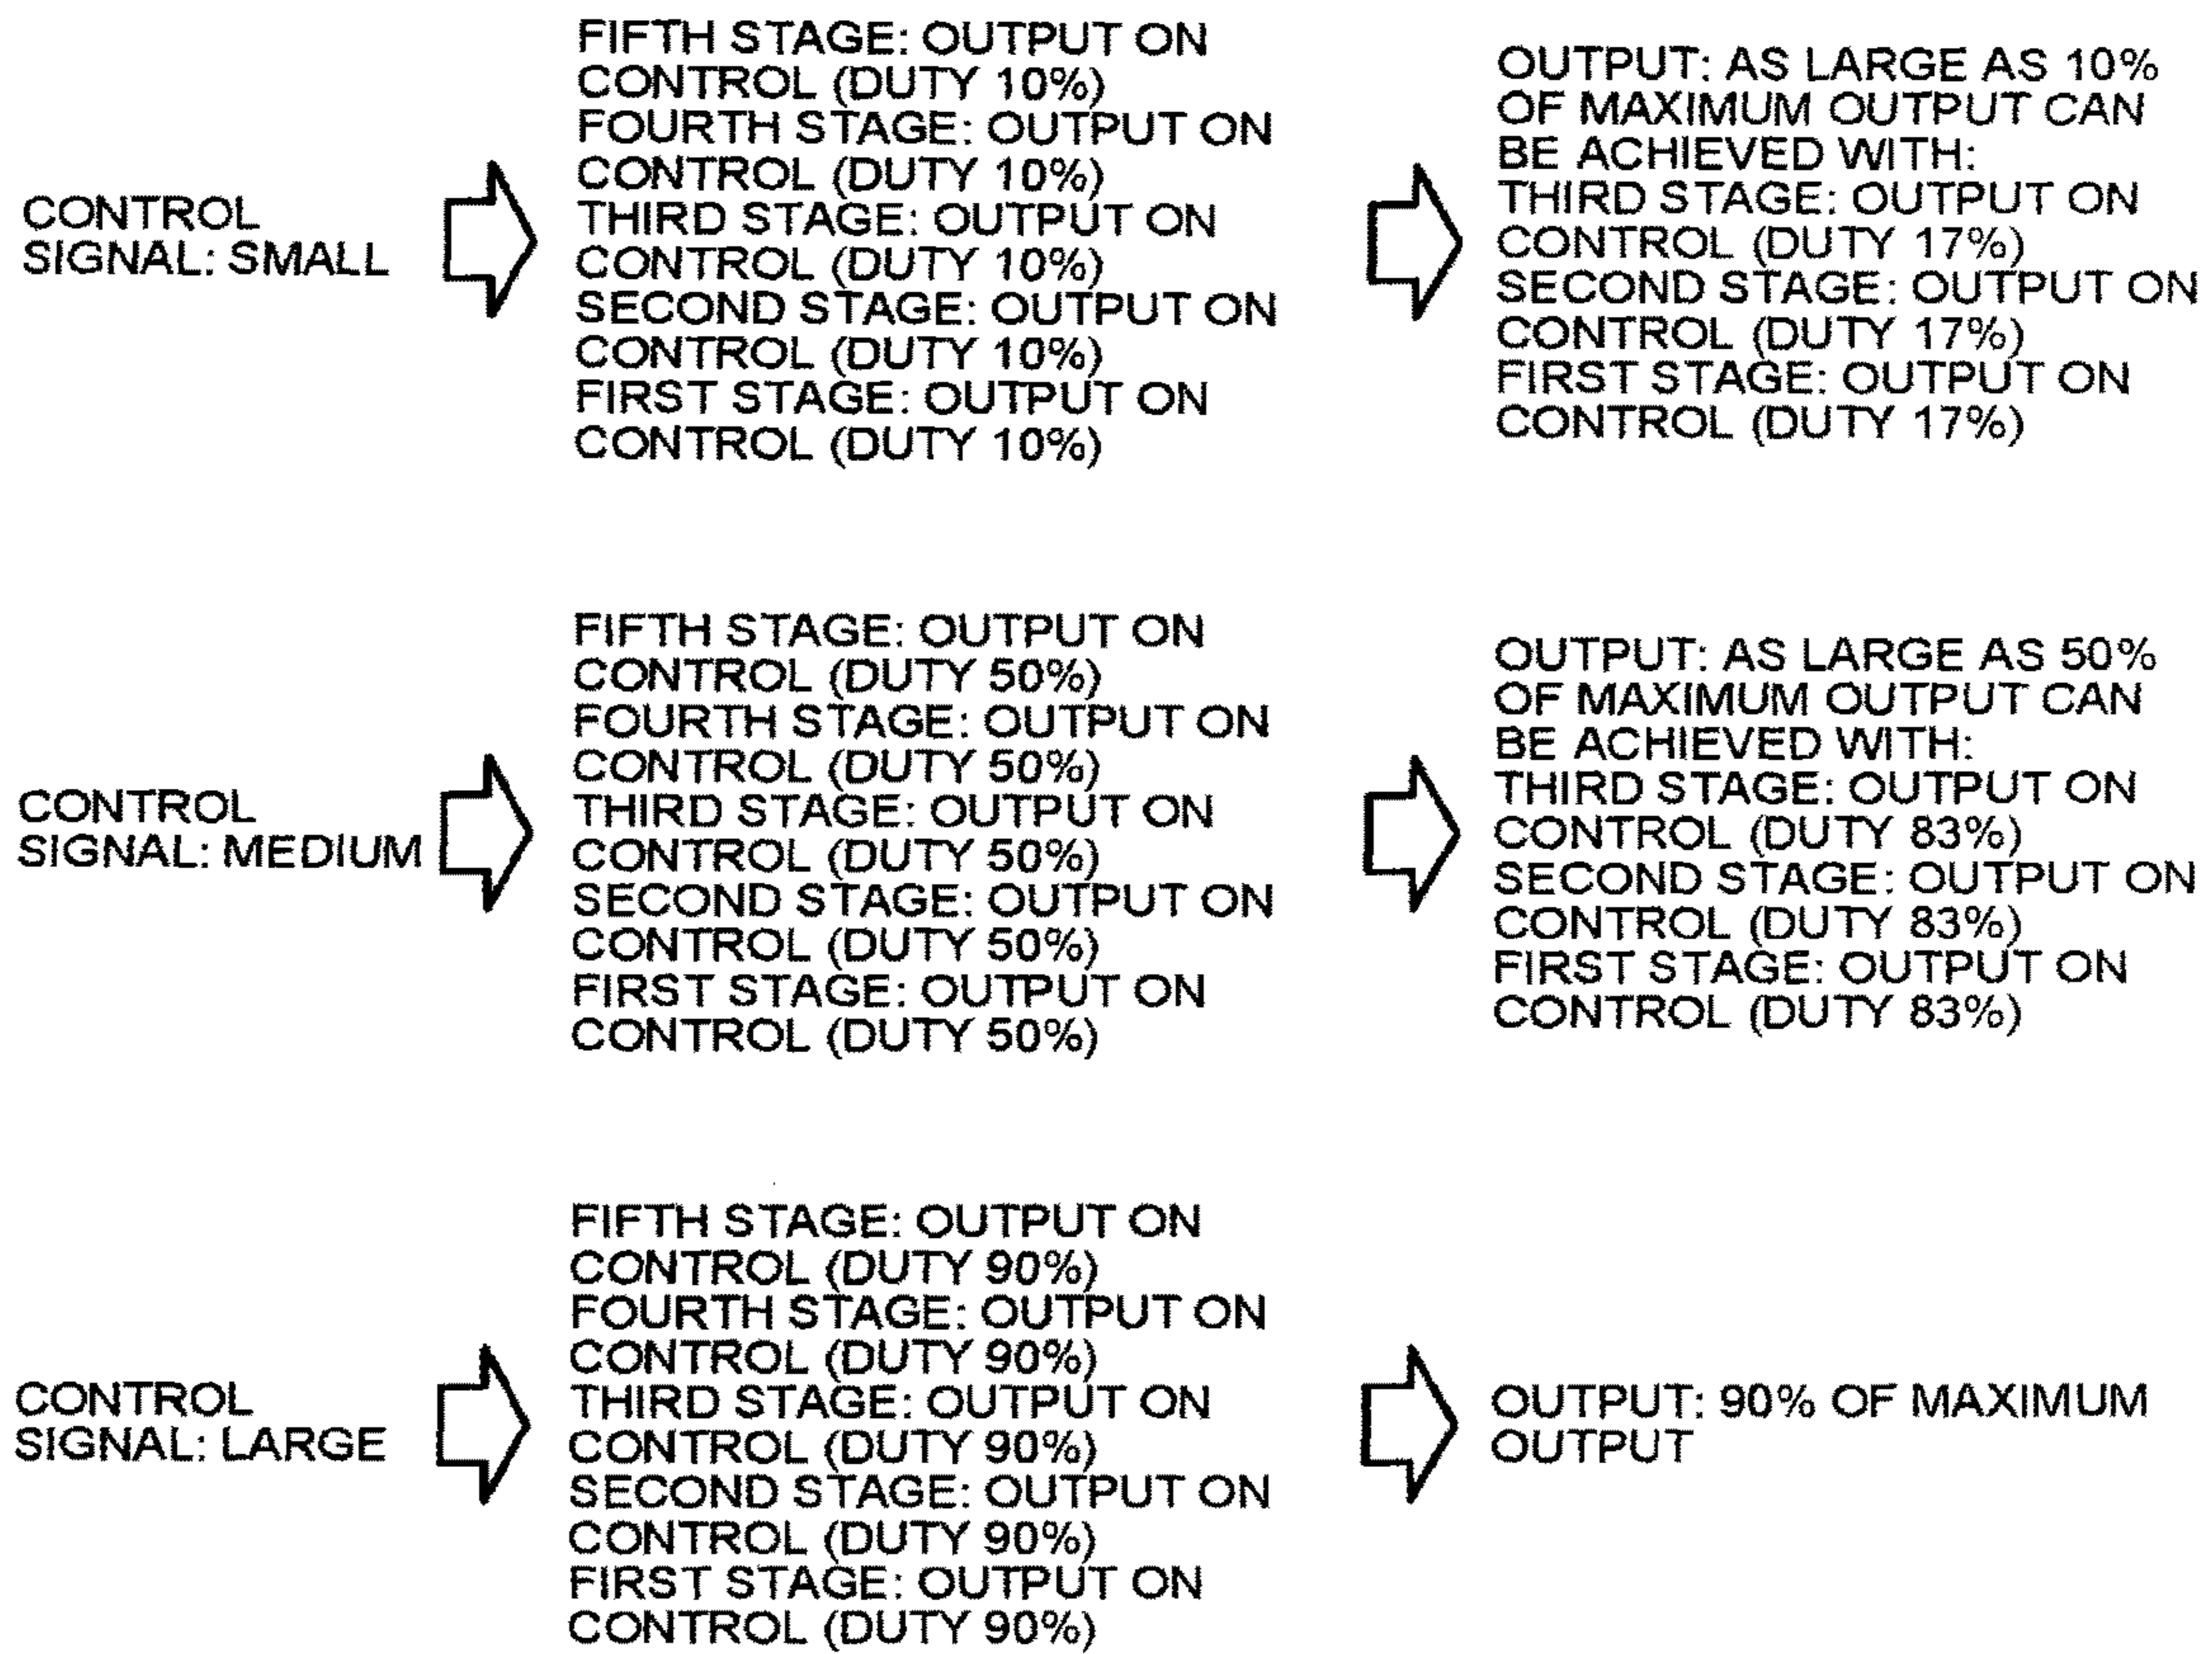 CONTROL
SIGNAL: SMALL
FIFTH STAGE: OUTPUT ON
CONTROL (DUTY 10%)
FOURTH STAGE: OUTPUT ON
CONTROL (DUTY 10%)
THIRD STAGE: OUTPUT ON
CONTROL (DUTY 10%)
SECOND STAGE: OUTPUT ON
CONTROL (DUTY 10%)
FIRST STAGE: OUTPUT ON
CONTROL (DUTY 10%)
OUTPUT: AS LARGE AS 10%
OF MAXIMUM OUTPUT CAN
BE ACHIEVED WITH:
THIRD STAGE: OUTPUT ON
CONTROL (DUTY 17%)
SECOND STAGE: OUTPUT ON
CONTROL (DUTY 17%)
FIRST STAGE: OUTPUT ON
CONTROL (DUTY 17%)
CONTROL
SIGNAL: MEDIUM
FIFTH STAGE: OUTPUT ON
CONTROL (DUTY 50%)
FOURTH STAGE: OUTPUT ON
CONTROL (DUTY 50%)
THIRD STAGE: OUTPUT ON
CONTROL (DUTY 50%)
SECOND STAGE: OUTPUT ON
CONTROL (DUTY 50%)
FIRST STAGE: OUTPUT ON
CONTROL (DUTY 50%)
OUTPUT: AS LARGE AS 50%
OF MAXIMUM OUTPUT CAN
BE ACHIEVED WITH:
THIRD STAGE: OUTPUT ON
CONTROL (DUTY 83%)
SECOND STAGE: OUTPUT ON
CONTROL (DUTY 83%)
FIRST STAGE: OUTPUT ON
CONTROL (DUTY 83%)
CONTROL
SIGNAL: LARGE
FIFTH STAGE: OUTPUT ON
CONTROL (DUTY 90%)
FOURTH STAGE: OUTPUT ON
CONTROL (DUTY 90%)
THIRD STAGE: OUTPUT ON
CONTROL (DUTY 90%)
SECOND STAGE: OUTPUT ON
CONTROL (DUTY 90%)
FIRST STAGE: OUTPUT ON
CONTROL (DUTY 90%)
OUTPUT: 90% OF MAXIMUM
OUTPUT